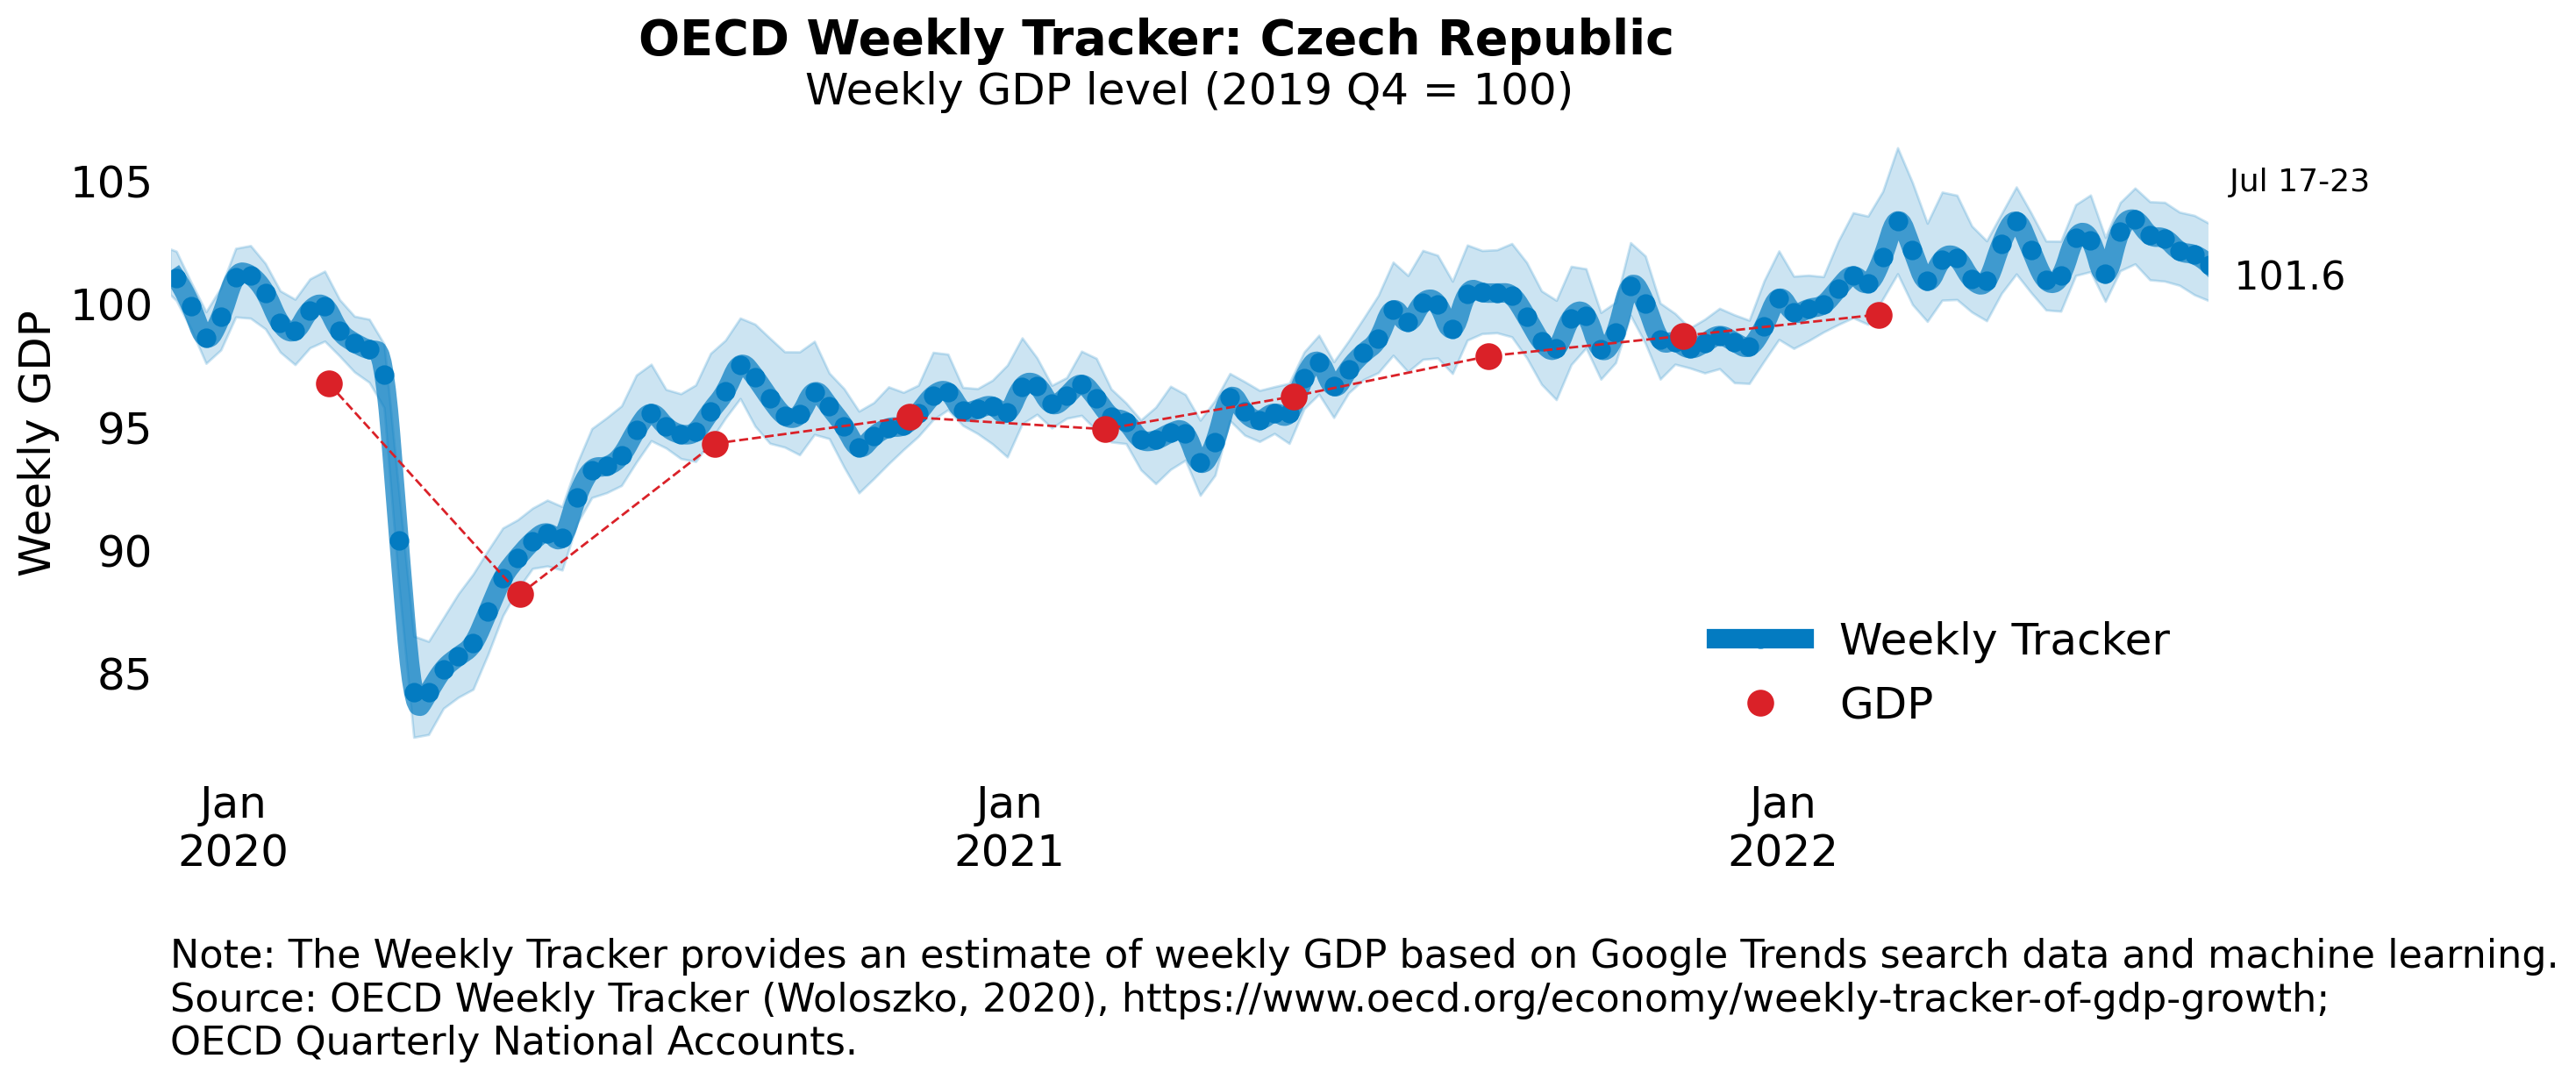 OECD Weekly Tracker: Czech Republic
Weekly GDP level (2019 Q4 = 100)
Weekly GDP
105
100
95
90
85
Jul 17-23
101.6
Weekly Tracker
GDP
Jan
2020
Jan
2021
Jan
2022
Note: The Weekly Tracker provides an estimate of weekly GDP based on Google Trends search data and machine learning.
Source: OECD Weekly Tracker (Woloszko, 2020), https://www.oecd.org/economy/weekly-tracker-of-gdp-growth;
OECD Quarterly National Accounts.